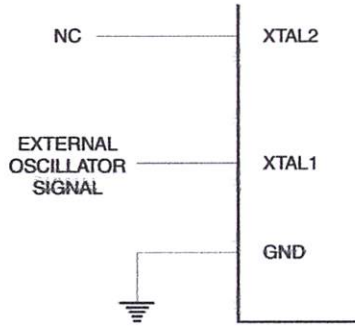 NC
XTAL2
EXTERNAL
OSCILLATOR
SIGNAL
XTAL1
GND